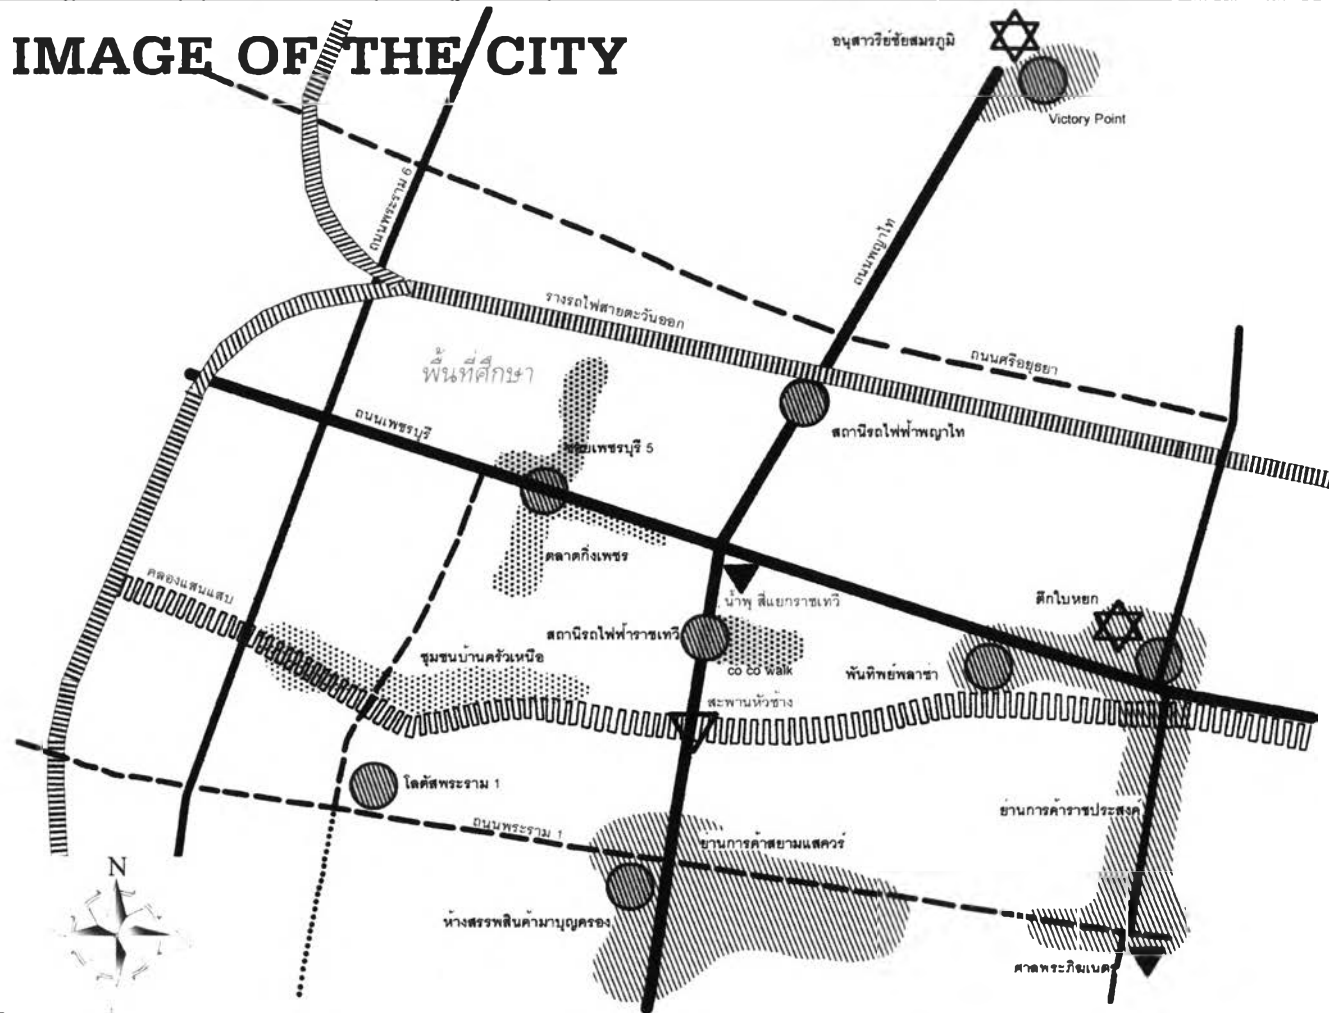 IMAGE OF THE CITY
อนุสาวรีย์ชัยสมรภูมิ
Victory Point
ถนนพระราม 6
ถนนพญาไท
รางรถไฟสายตะวันออก
ถนนศรีอยุธยา
พื้นที่ศึกษา
ถนนเพชรบุรี
สถานีรถไฟฟ้าพญาไท
ซอยเพชรบุรี 5
ตลาดกิ่งเพชร
คลองแสนแสบ
น้ำพุ สี่แยกราชเทวี
ตึกใบหยก
สถานีรถไฟฟ้าราชเทวี
ชุมชนบ้านครัวเหนือ
co co walk
พันทิพย์พลาซ่า
สะพานหัวช้าง
โลตัสพระราม 1
ย่านการค้าราชประสงค์
ถนนพระราม 1
ย่านการค้าสยามแสควร์
N
ห้างสรรพสินค้ามาบุญครอง